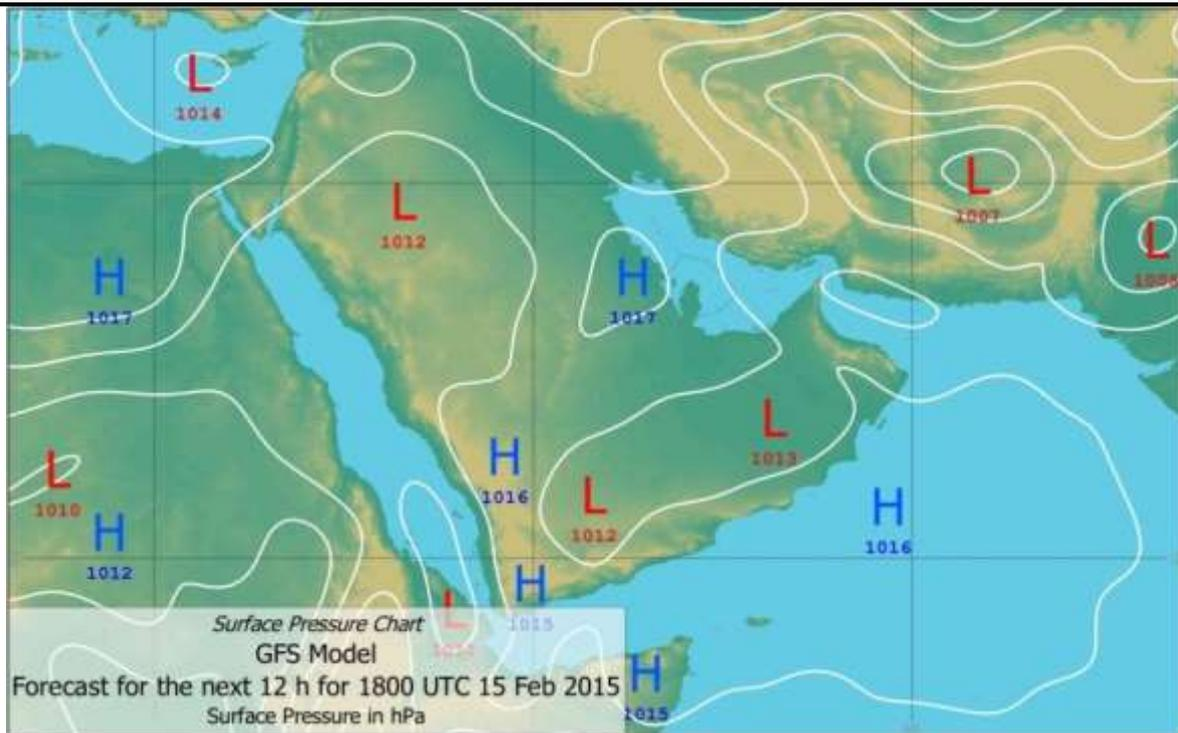 L
1014
L
1012
L
1007
L
H
1017
H
1017
L
1013
H
1016
L
1010
L
1012
H
1016
H
1012
H
1015
L
Surface Pressure Chart
GFS Model
Forecast for the next 12 h for 1800 UTC 15 Feb 2015
Surface Pressure in hPa
H
1015